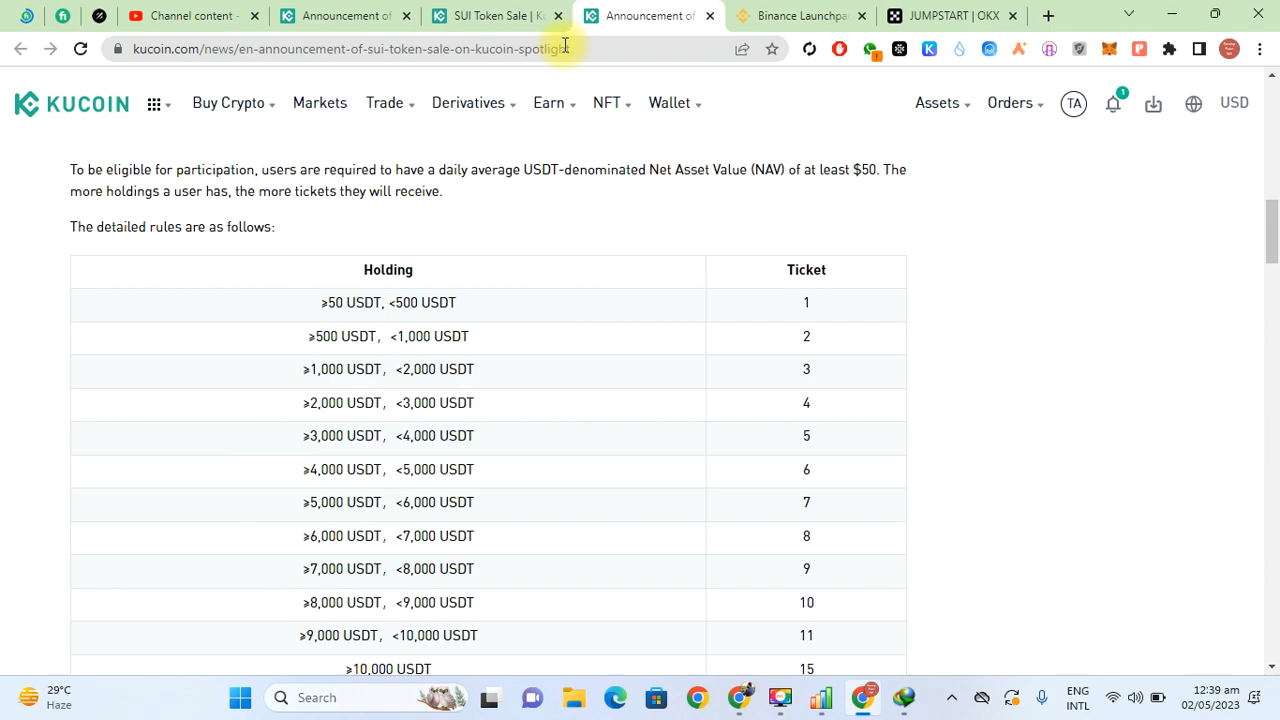 Channel content -
Announcement of
SUI Token Sale | Ku
Announcement of
Binance Launchpa
JUMPSTART | OKX
kucoin.com/news/en-announcement-of-sui-token-sale-on-kucoin-spotlight
KUCOIN
Buy Crypto
Markets
Trade
Derivatives
Earn
NFT
Wallet
Assets
Orders
TA
1
USD
To be eligible for participation, users are required to have a daily average USDT-denominated Net Asset Value (NAV) of at least $50. The
more holdings a user has, the more tickets they will receive.
The detailed rules are as follows:
Holding Ticket
≥50 USDT, <500 USDT 1
≥500 USDT，<1,000 USDT 2
≥1,000 USDT，<2,000 USDT 3
≥2,000 USDT，<3,000 USDT 4
≥3,000 USDT，<4,000 USDT 5
≥4,000 USDT，<5,000 USDT 6
≥5,000 USDT，<6,000 USDT 7
≥6,000 USDT，<7,000 USDT 8
≥7,000 USDT，<8,000 USDT 9
≥8,000 USDT，<9,000 USDT 10
≥9,000 USDT，<10,000 USDT 11
≥10,000 USDT 15
29°C
Haze
Search
ENG
INTL
12:39 am
02/05/2023